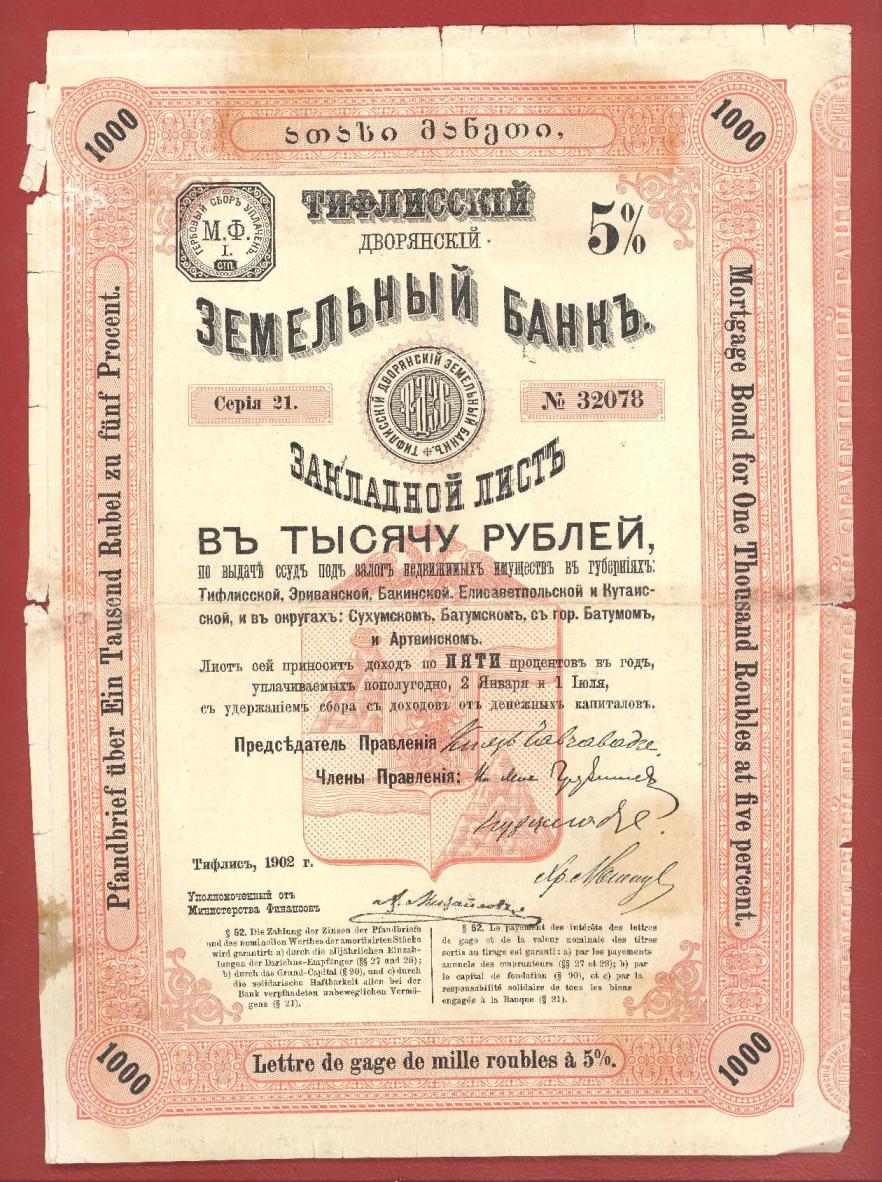 ათასი მანეთი,
1000
1000
ГЕРБОВЫЙ СБОРЪ УПЛАЧЕНЪ.
М.Ф.
I.
СПП.
ТИФЛИССКІЙ
ДВОРЯНСКІЙ
5%
ЗЕМЕЛЬНЫЙ БАНКЪ.
Серія 21.
ТИФЛИССКІЙ ДВОРЯНСКІЙ ЗЕМЕЛЬНЫЙ БАНКЪ.
№ 32078
ЗАКЛАДНОЙ ЛИСТЪ
ВЪ ТЫСЯЧУ РУБЛЕЙ,
по выдачѣ ссудъ подъ залогъ недвижимыхъ имуществъ въ губерніяхъ:
Тифлисской, Эриванской, Бакинской, Елисаветпольской и Кутаис-
ской, и въ округахъ: Сухумскомъ, Батумскомъ, съ гор. Батумомъ,
и Артвинскомъ.
Листъ сей приноситъ доходъ по ПЯТИ процентовъ въ годъ,
уплачиваемыхъ пополугодно, 2 Января и 1 Іюля,
съ удержаніемъ сбора съ доходовъ отъ денежныхъ капиталовъ.
Предсѣдатель Правленія Князь Чавчавадзе
Члены Правленія:
Тифлисъ, 1902 г.
Уполномоченный отъ
Министерства Финансовъ
А. Михайловъ
§ 52. Die Zahlung der Zinsen der Pfandbriefe
und des nominellen Werthes der amortisirten Stücke
wird garantirt: a) durch die alljährlichen Einzah-
lungen der Darlehns-Empfänger (§§ 27 und 28);
b) durch das Grund-Capital (§ 90), und c) durch
die solidarische Haftbarkeit allen bei der
Bank verpfändeten unbeweglichen Vermö-
gens (§ 21).
§ 52. Le payement des intérêts des lettres
de gage et de la valeur nominale des titres
sortis au tirage est garanti: a) par les payements
annuels des emprunteurs (§§ 27 et 28); b) par
le capital de fondation (§ 90), et c) par la
responsabilité solidaire de tous les biens
engagés à la Banque (§ 21).
Pfandbrief über Ein Tausend Rubel zu fünf Procent.
Mortgage Bond for One Thousand Roubles at five percent.
1000
Lettre de gage de mille roubles à 5%.
1000